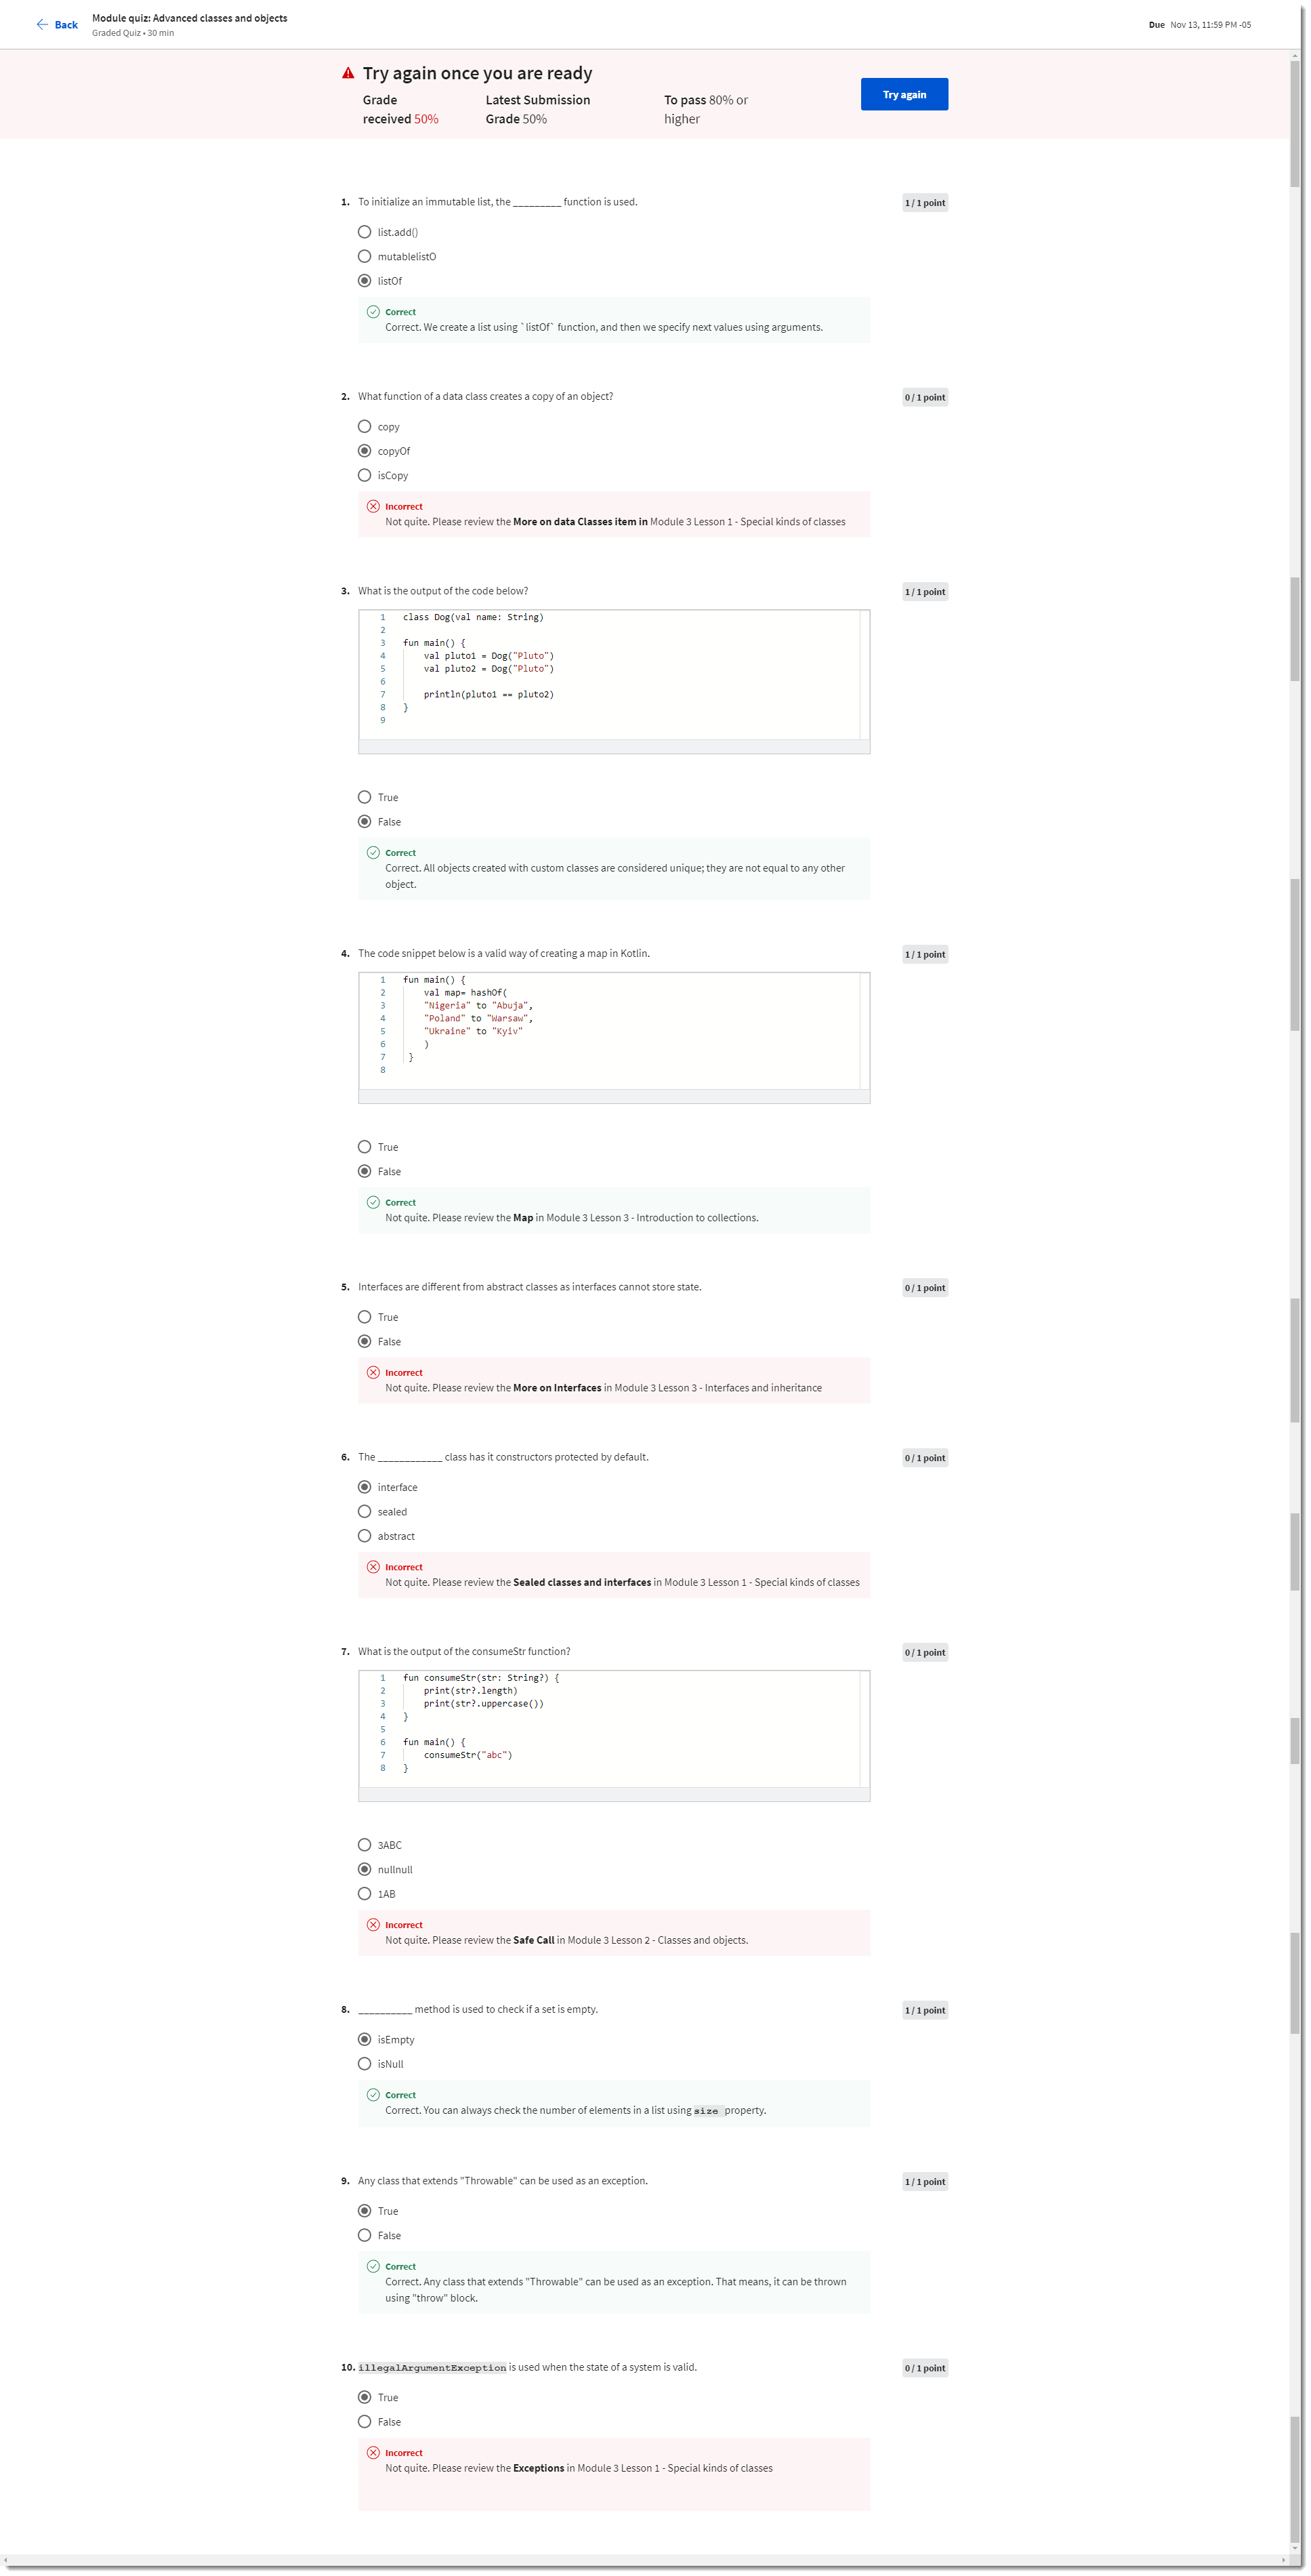 Back
Module quiz: Advanced classes and objects
Graded Quiz • 30 min
Due Nov 13, 11:59 PM -05
Try again once you are ready
Grade received 50%
Latest Submission Grade 50%
To pass 80% or higher
Try again
1. To initialize an immutable list, the _________ function is used.
1 / 1 point
list.add()
mutablelistO
listOf
Correct
Correct. We create a list using `listOf` function, and then we specify next values using arguments.
2. What function of a data class creates a copy of an object?
0 / 1 point
copy
copyOf
isCopy
Incorrect
Not quite. Please review the More on data Classes item in Module 3 Lesson 1 - Special kinds of classes
3. What is the output of the code below?
1 / 1 point
1 class Dog(val name: String)
2
3 fun main() {
4 val pluto1 = Dog("Pluto")
5 val pluto2 = Dog("Pluto")
6
7 println(pluto1 == pluto2)
8 }
9
True
False
Correct
Correct. All objects created with custom classes are considered unique; they are not equal to any other
object.
4. The code snippet below is a valid way of creating a map in Kotlin.
1 / 1 point
1 fun main() {
2 val map= hashOf(
3 "Nigeria" to "Abuja",
4 "Poland" to "Warsaw",
5 "Ukraine" to "Kyiv"
6 )
7 }
8
True
False
Correct
Not quite. Please review the Map in Module 3 Lesson 3 - Introduction to collections.
5. Interfaces are different from abstract classes as interfaces cannot store state.
0 / 1 point
True
False
Incorrect
Not quite. Please review the More on Interfaces in Module 3 Lesson 3 - Interfaces and inheritance
6. The ____________ class has it constructors protected by default.
0 / 1 point
interface
sealed
abstract
Incorrect
Not quite. Please review the Sealed classes and interfaces in Module 3 Lesson 1 - Special kinds of classes
7. What is the output of the consumeStr function?
0 / 1 point
1 fun consumeStr(str: String?) {
2 print(str?.length)
3 print(str?.uppercase())
4 }
5
6 fun main() {
7 consumeStr("abc")
8 }
3ABC
nullnull
1AB
Incorrect
Not quite. Please review the Safe Call in Module 3 Lesson 2 - Classes and objects.
8. __________ method is used to check if a set is empty.
1 / 1 point
isEmpty
isNull
Correct
Correct. You can always check the number of elements in a list using size property.
9. Any class that extends "Throwable" can be used as an exception.
1 / 1 point
True
False
Correct
Correct. Any class that extends "Throwable" can be used as an exception. That means, it can be thrown
using "throw" block.
10. illegalArgumentException is used when the state of a system is valid.
0 / 1 point
True
False
Incorrect
Not quite. Please review the Exceptions in Module 3 Lesson 1 - Special kinds of classes